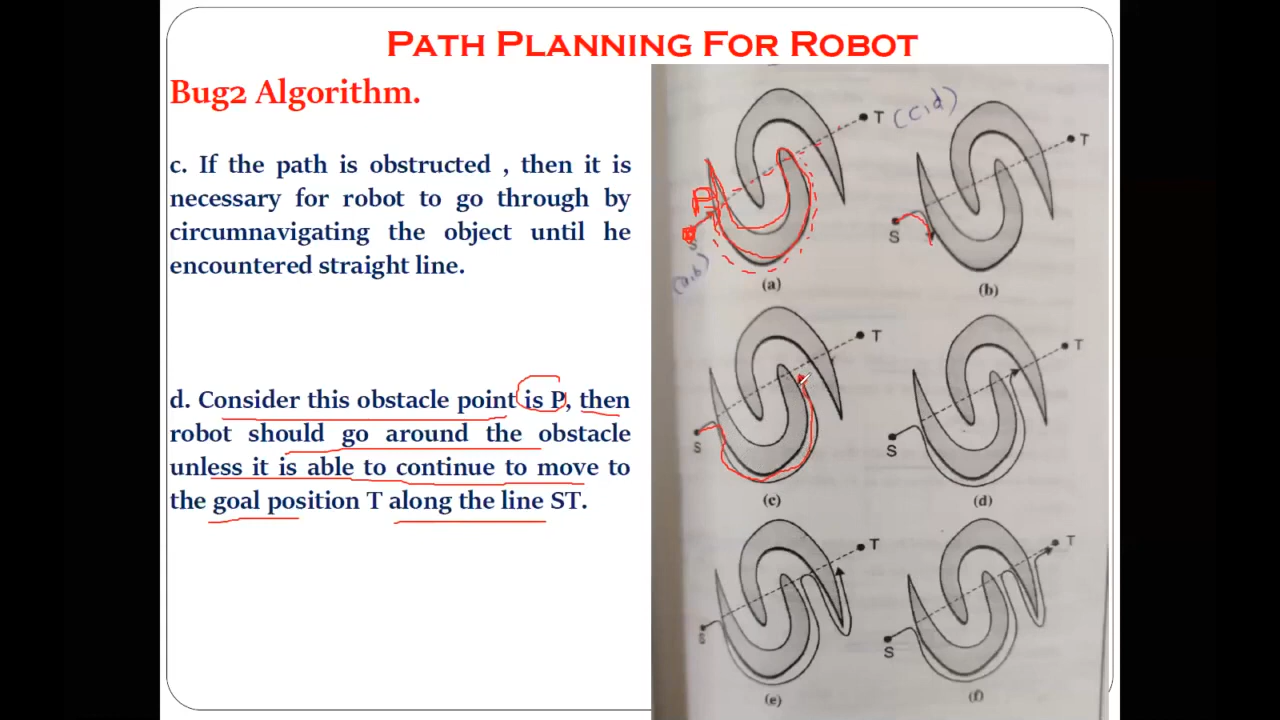 PATH PLANNING FOR ROBOT
Bug2 Algorithm.
c. If the path is obstructed , then it is
necessary for robot to go through by
circumnavigating the object until he
encountered straight line.
d. Consider this obstacle point is P, then
robot should go around the obstacle
unless it is able to continue to move to
the goal position T along the line ST.
T (c,d)
P
S
(a,b)
(a)
T
S
(b)
T
S
(c)
T
S
(d)
T
S
(e)
T
S
(f)